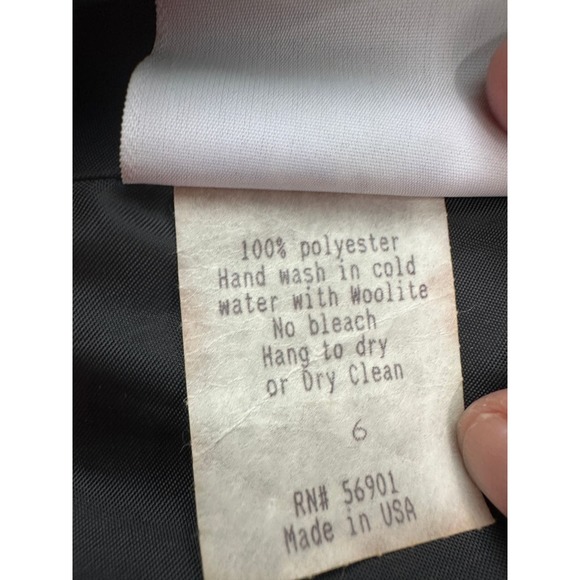 100% polyester
Hand wash in cold
water with Woolite
No bleach
Hang to dry
or Dry Clean
6
RN# 56901
Made in USA